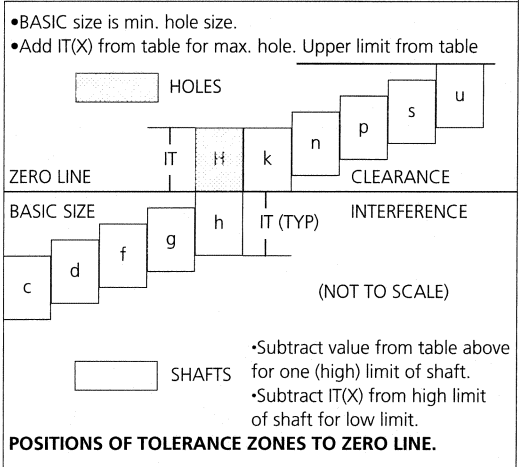 •BASIC size is min. hole size.
•Add IT(X) from table for max. hole. Upper limit from table
HOLES
u
s
p
n
IT
H
k
ZERO LINE
CLEARANCE
BASIC SIZE
h
IT (TYP)
INTERFERENCE
g
f
d
c
(NOT TO SCALE)
•Subtract value from table above
for one (high) limit of shaft.
SHAFTS
•Subtract IT(X) from high limit
of shaft for low limit.
POSITIONS OF TOLERANCE ZONES TO ZERO LINE.